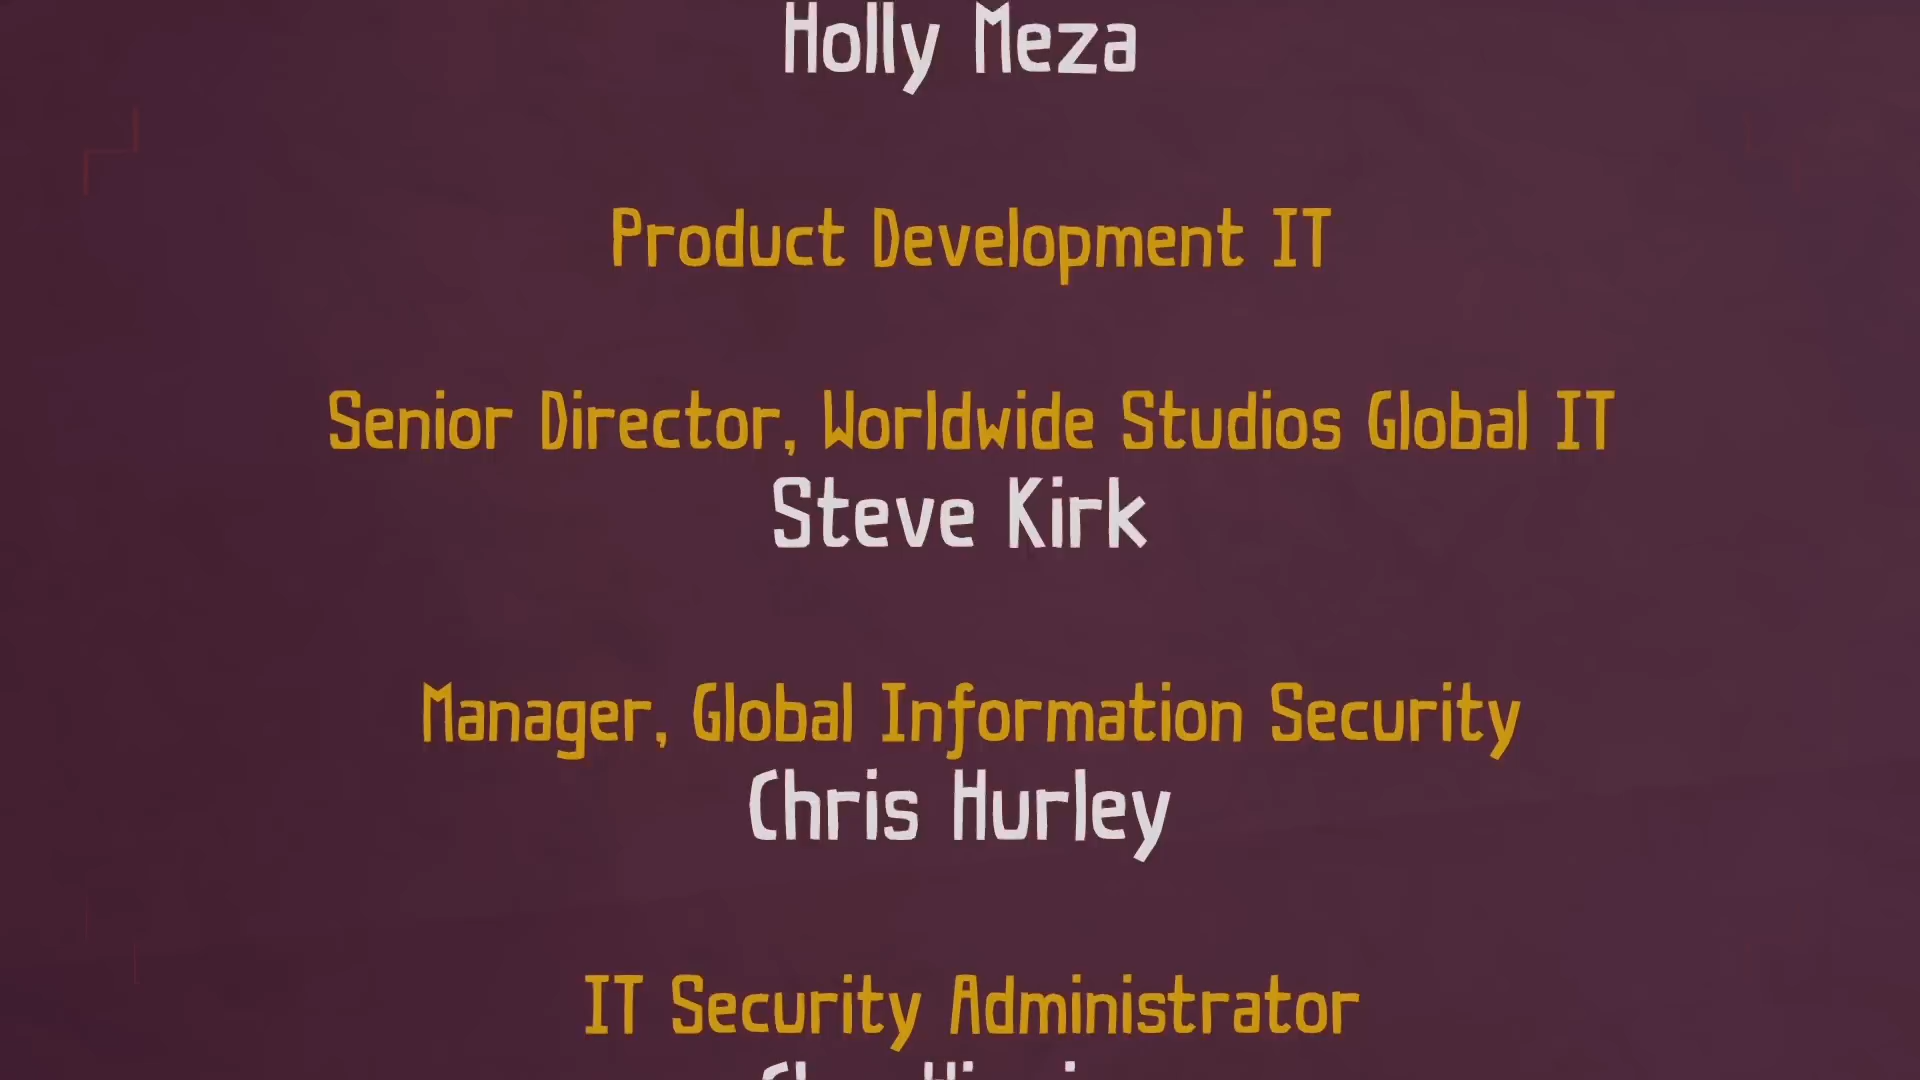 Holly Meza
Product Development IT
Senior Director, Worldwide Studios Global IT
Steve Kirk
Manager, Global Information Security
Chris Hurley
IT Security Administrator